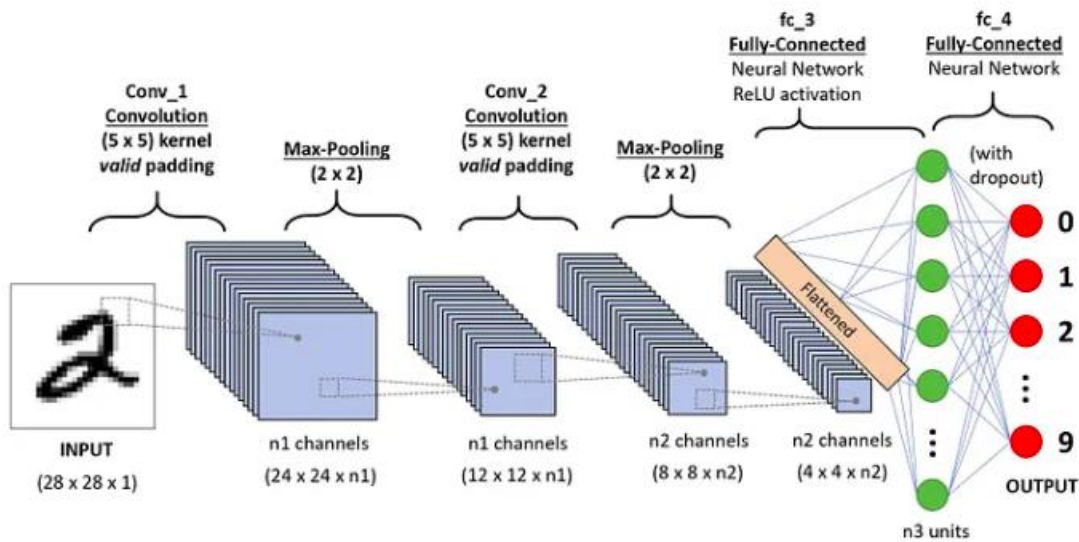 fc_3
Fully-Connected
Neural Network
ReLU activation
fc_4
Fully-Connected
Neural Network
Conv_1
Convolution
(5 x 5) kernel
valid padding
Max-Pooling
(2 x 2)
Conv_2
Convolution
(5 x 5) kernel
valid padding
Max-Pooling
(2 x 2)
(with
dropout)
0
1
2
9
Flattened
INPUT
(28 x 28 x 1)
n1 channels
(24 x 24 x n1)
n1 channels
(12 x 12 x n1)
n2 channels
(8 x 8 x n2)
n2 channels
(4 x 4 x n2)
OUTPUT
n3 units
2